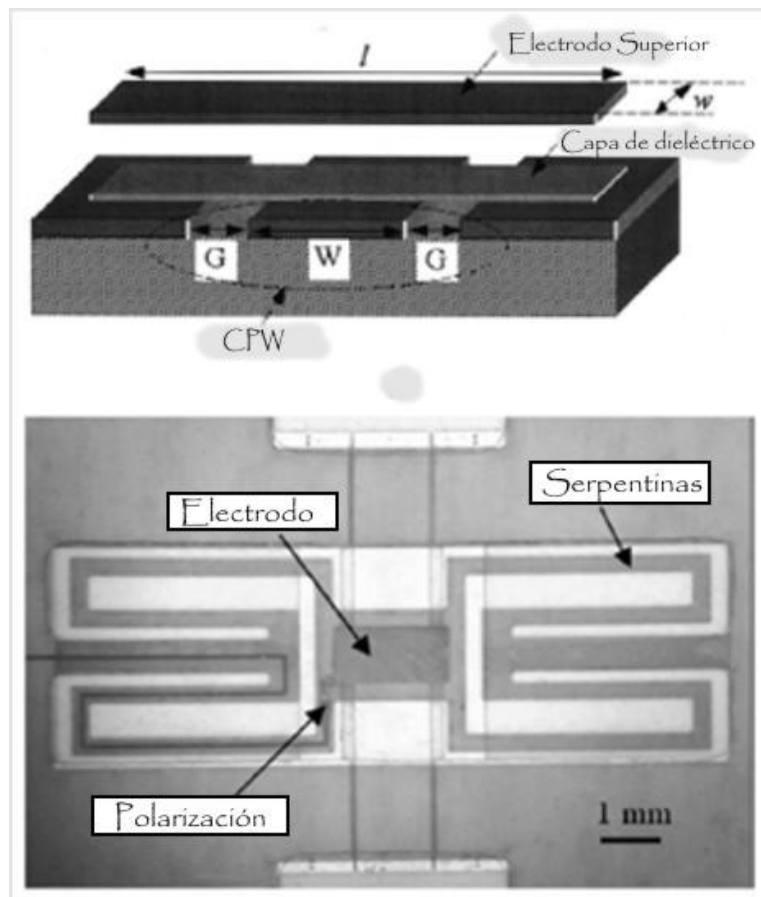 l
Electrodo Superior
w
Capa de dieléctrico
G
W
G
CPW
Serpentinas
Electrodo
Polarización
1 mm